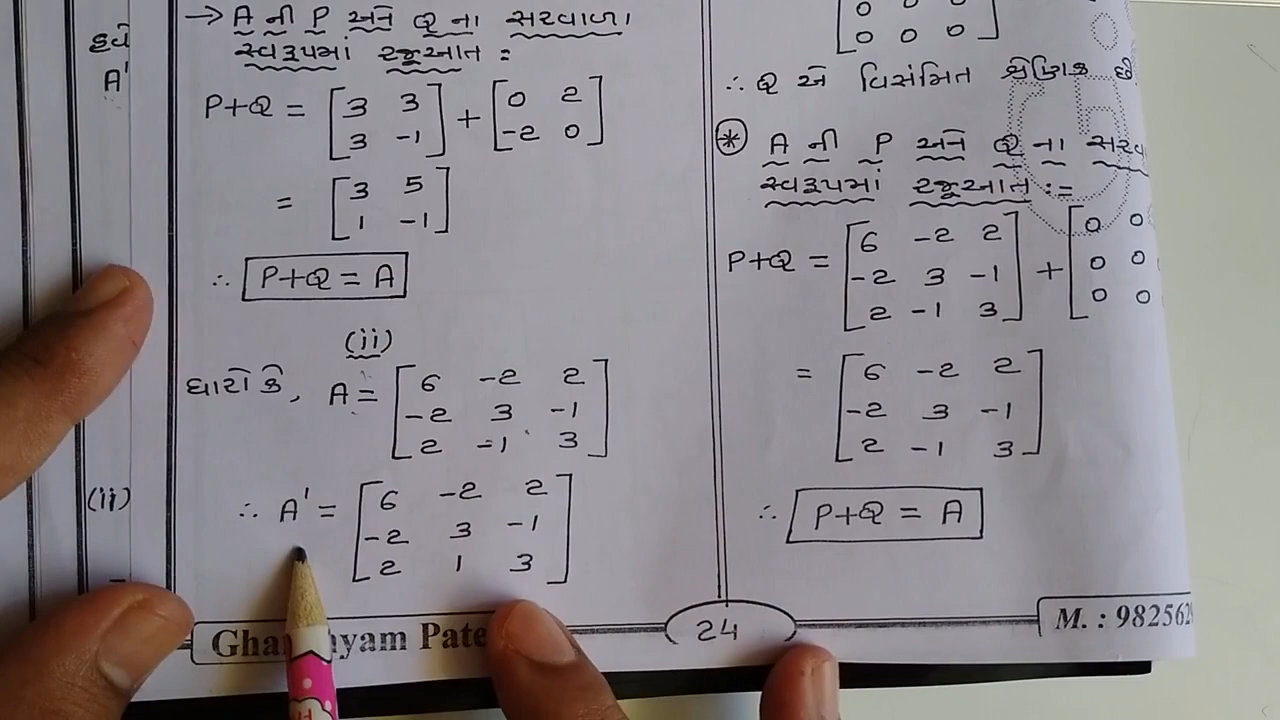 હવે
A'
(ii)
→ A ની P અને Q ના સરવાળા
સ્વરૂપમાં રજૂઆત :
P+Q = [3 3
3 -1] + [0 2
-2 0]
= [3 5
1 -1]
∴ P+Q = A
(ii)
ધારો કે, A = [6 -2 2
-2 3 -1
2 -1 3]
∴ A' = [6 -2 2
-2 3 -1
2 1 3]
0 0 0
0 0 0
∴ Q એ વિસંમિત શ્રેણિક છે
* A ની P અને Q ના
સ્વરૂપમાં રજૂઆત :=
P+Q = [6 -2 2
-2 3 -1
2 -1 3] + [0 0
0 0
0 0
= [6 -2 2
-2 3 -1
2 -1 3]
∴ P+Q = A
24
M. : 98256